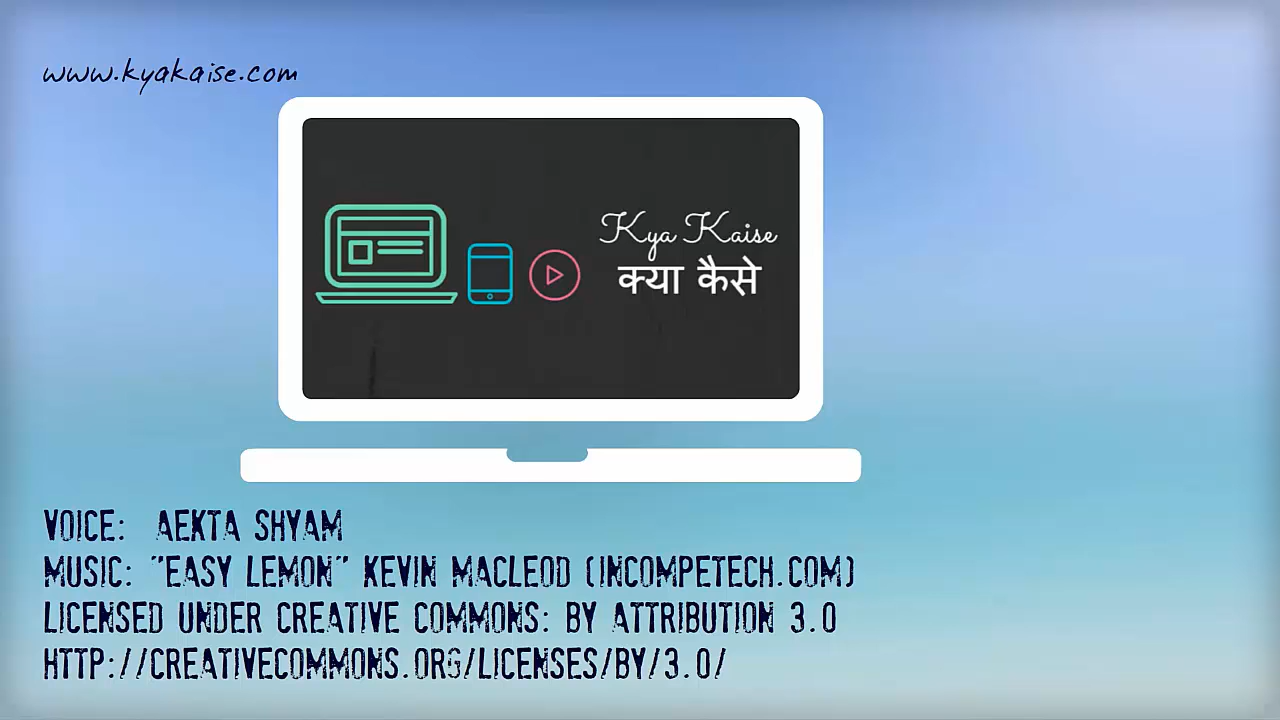 www.kyakaise.com
Kya Kaise
क्या कैसे
VOICE: AEKTA SHYAM
MUSIC: "EASY LEMON" KEVIN MACLEOD (INCOMPETECH.COM)
LICENSED UNDER CREATIVE COMMONS: BY ATTRIBUTION 3.0
HTTP://CREATIVECOMMONS.ORG/LICENSES/BY/3.0/